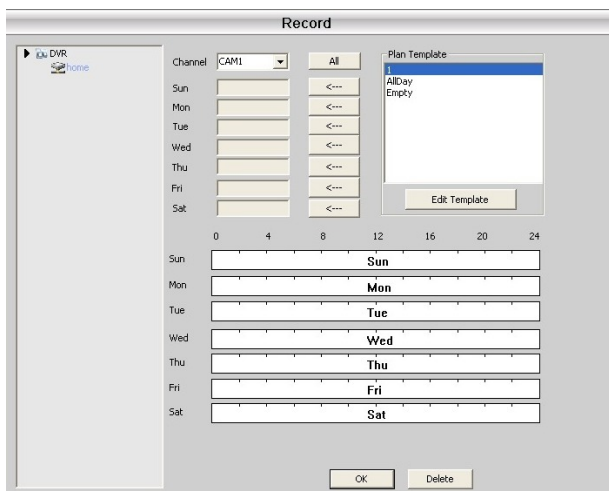 Record
DVR
home
Channel CAM1 All
Sun <---
Mon <---
Tue <---
Wed <---
Thu <---
Fri <---
Sat <---
Plan Template
1
AllDay
Empty
Edit Template
0 4 8 12 16 20 24
Sun Sun
Mon Mon
Tue Tue
Wed Wed
Thu Thu
Fri Fri
Sat Sat
OK Delete